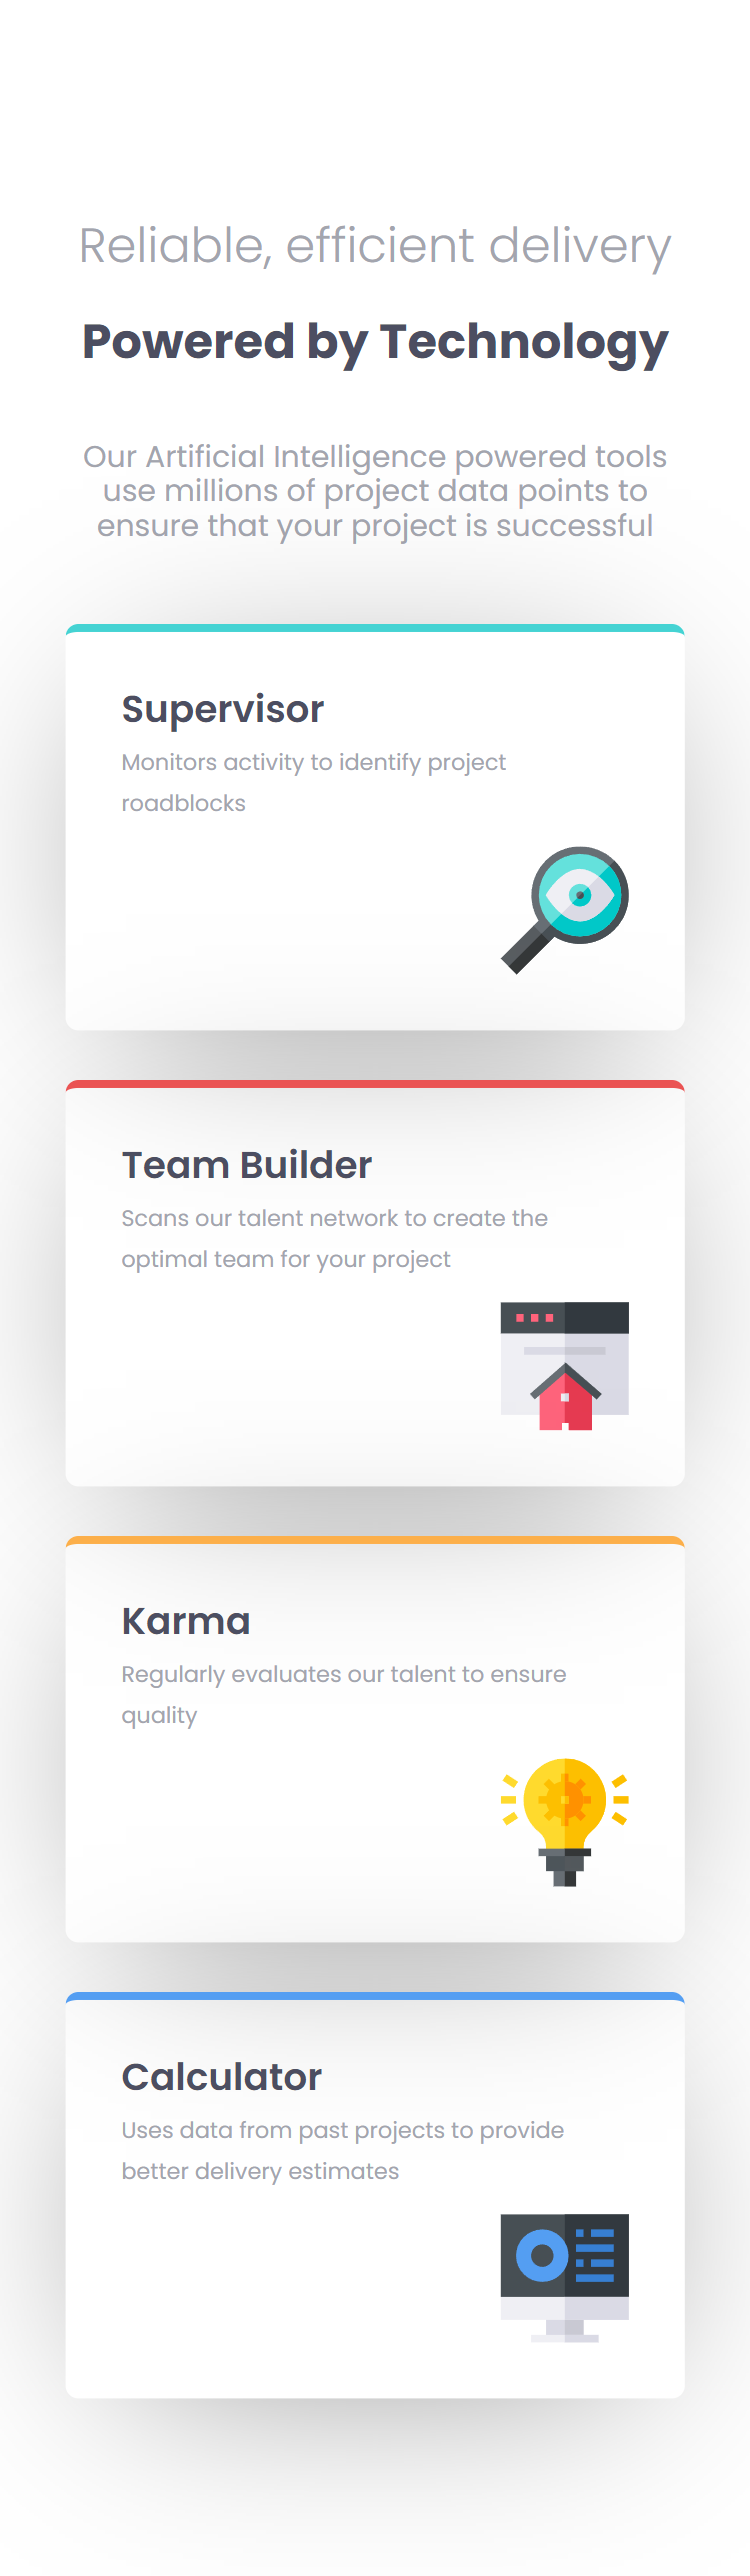 Reliable, efficient delivery
Powered by Technology
Our Artificial Intelligence powered tools
use millions of project data points to
ensure that your project is successful
Supervisor
Monitors activity to identify project
roadblocks
Team Builder
Scans our talent network to create the
optimal team for your project
Karma
Regularly evaluates our talent to ensure
quality
Calculator
Uses data from past projects to provide
better delivery estimates